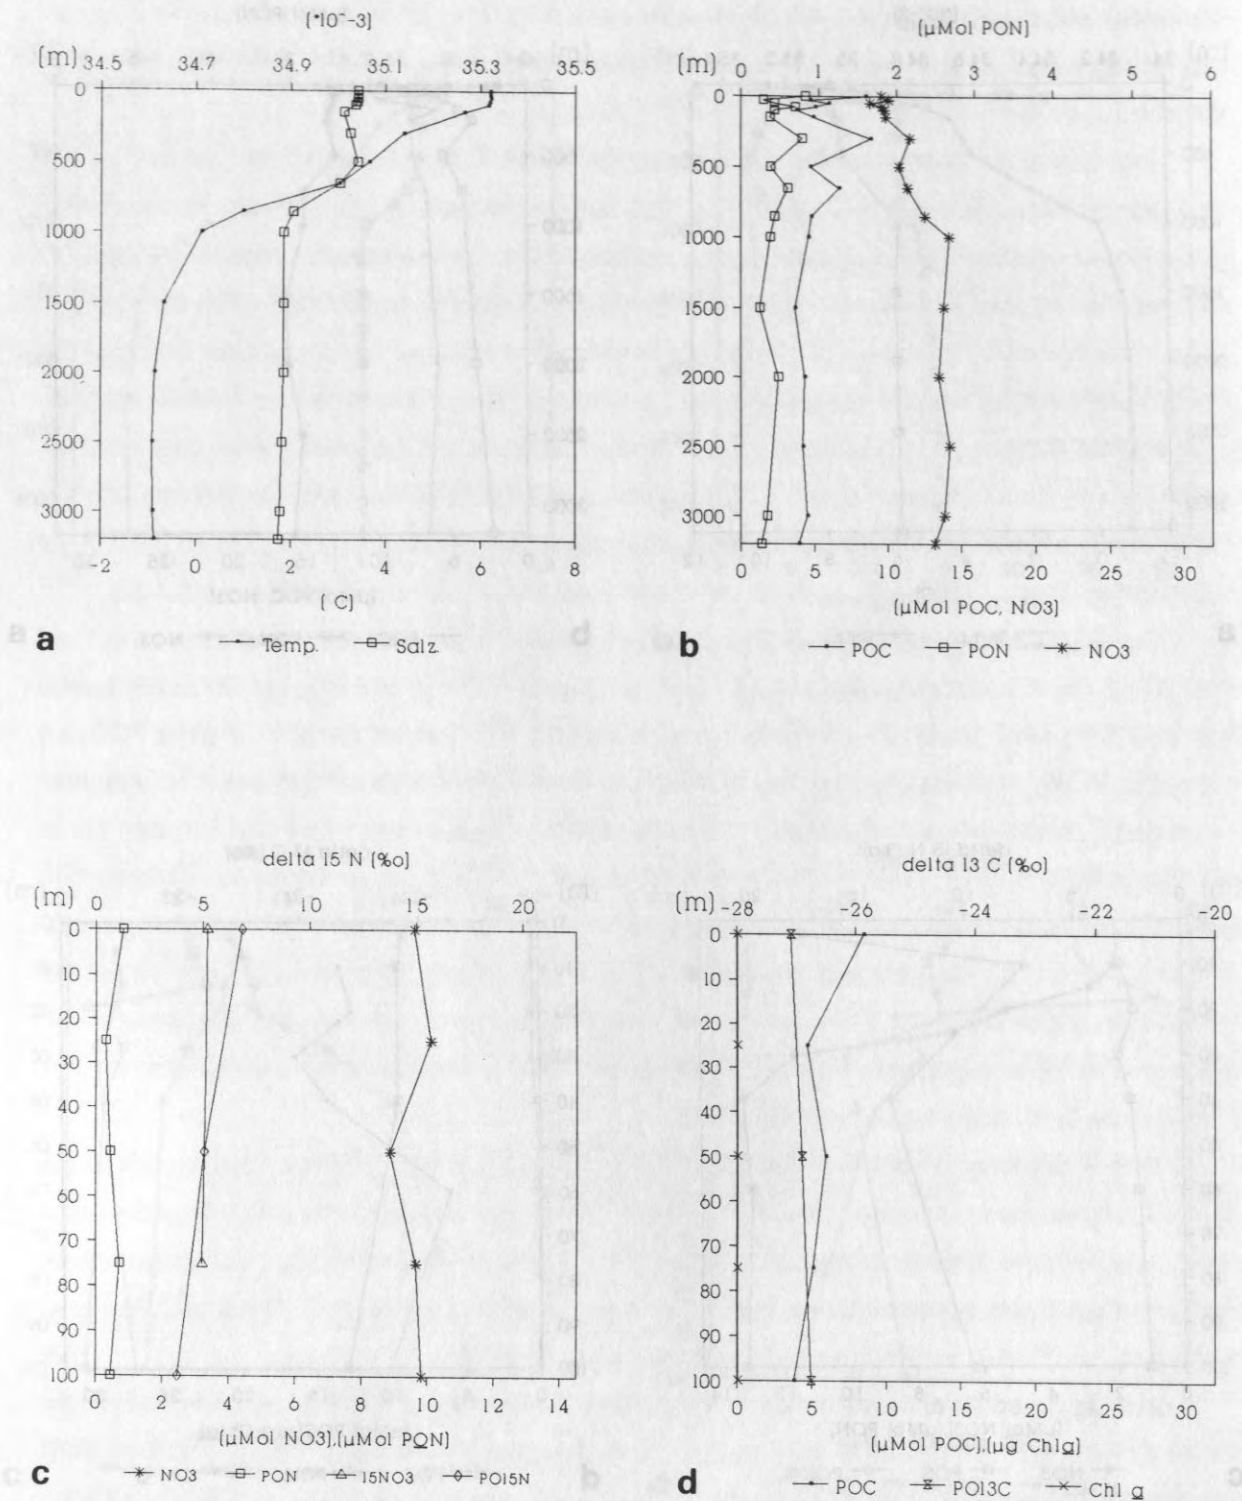 [*10^-3]
(m) 34.5 34.7 34.9 35.1 35.3 35.5
0
500
1000
1500
2000
2500
3000
-2 0 2 4 6 8
[ C]
a
Temp. Salz.
[µMol PON]
(m) 0 1 2 3 4 5 6
0
500
1000
1500
2000
2500
3000
0 5 10 15 20 25 30
[µMol POC, NO3]
b
POC PON NO3
delta 15 N [%o]
(m) 0 5 10 15 20
0
10
20
30
40
50
60
70
80
90
100
0 2 4 6 8 10 12 14
[µMol NO3],[µMol PON]
c
NO3 PON 15NO3 PO15N
delta 13 C [%o]
(m) -28 -26 -24 -22 -20
0
10
20
30
40
50
60
70
80
90
100
0 5 10 15 20 25 30
[µMol POC],[µg Chl a]
d
POC PO13C Chl a